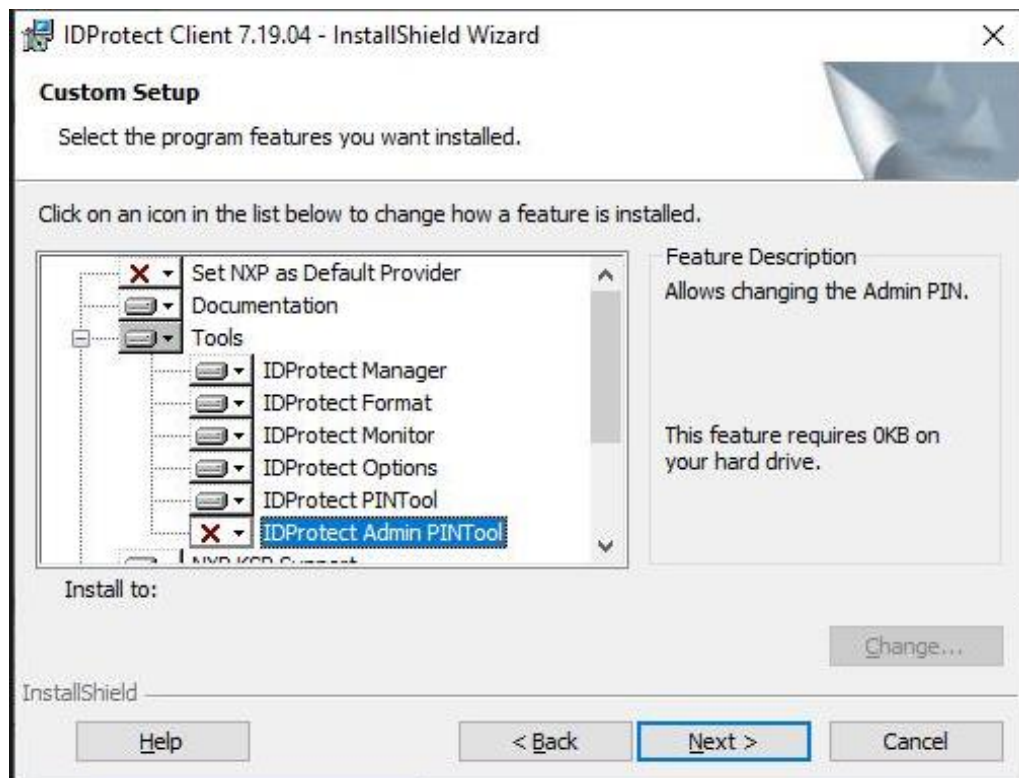 IDProtect Client 7.19.04 - InstallShield Wizard
Custom Setup
Select the program features you want installed.
Click on an icon in the list below to change how a feature is installed.
Set NXP as Default Provider
Documentation
Tools
IDProtect Manager
IDProtect Format
IDProtect Monitor
IDProtect Options
IDProtect PINTool
IDProtect Admin PINTool
NXP KSP Support
Feature Description
Allows changing the Admin PIN.
This feature requires 0KB on
your hard drive.
Install to:
Change...
InstallShield
Help
< Back
Next >
Cancel